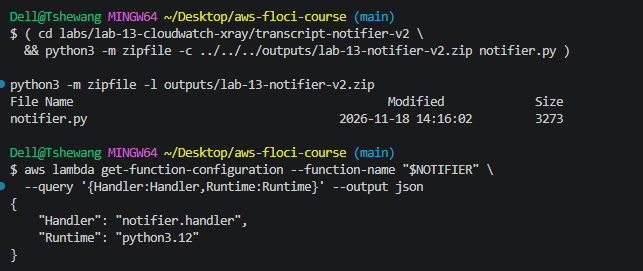 Dell@Tshewang MINGW64 ~/Desktop/aws-floci-course (main)
$ ( cd labs/lab-13-cloudwatch-xray/transcript-notifier-v2 \
  && python3 -m zipfile -c ../../../outputs/lab-13-notifier-v2.zip notifier.py )

python3 -m zipfile -l outputs/lab-13-notifier-v2.zip
File Name                                             Modified             Size
notifier.py                                    2026-11-18 14:16:02         3273

Dell@Tshewang MINGW64 ~/Desktop/aws-floci-course (main)
$ aws lambda get-function-configuration --function-name "$NOTIFIER" \
  --query '{Handler:Handler,Runtime:Runtime}' --output json
{
    "Handler": "notifier.handler",
    "Runtime": "python3.12"
}